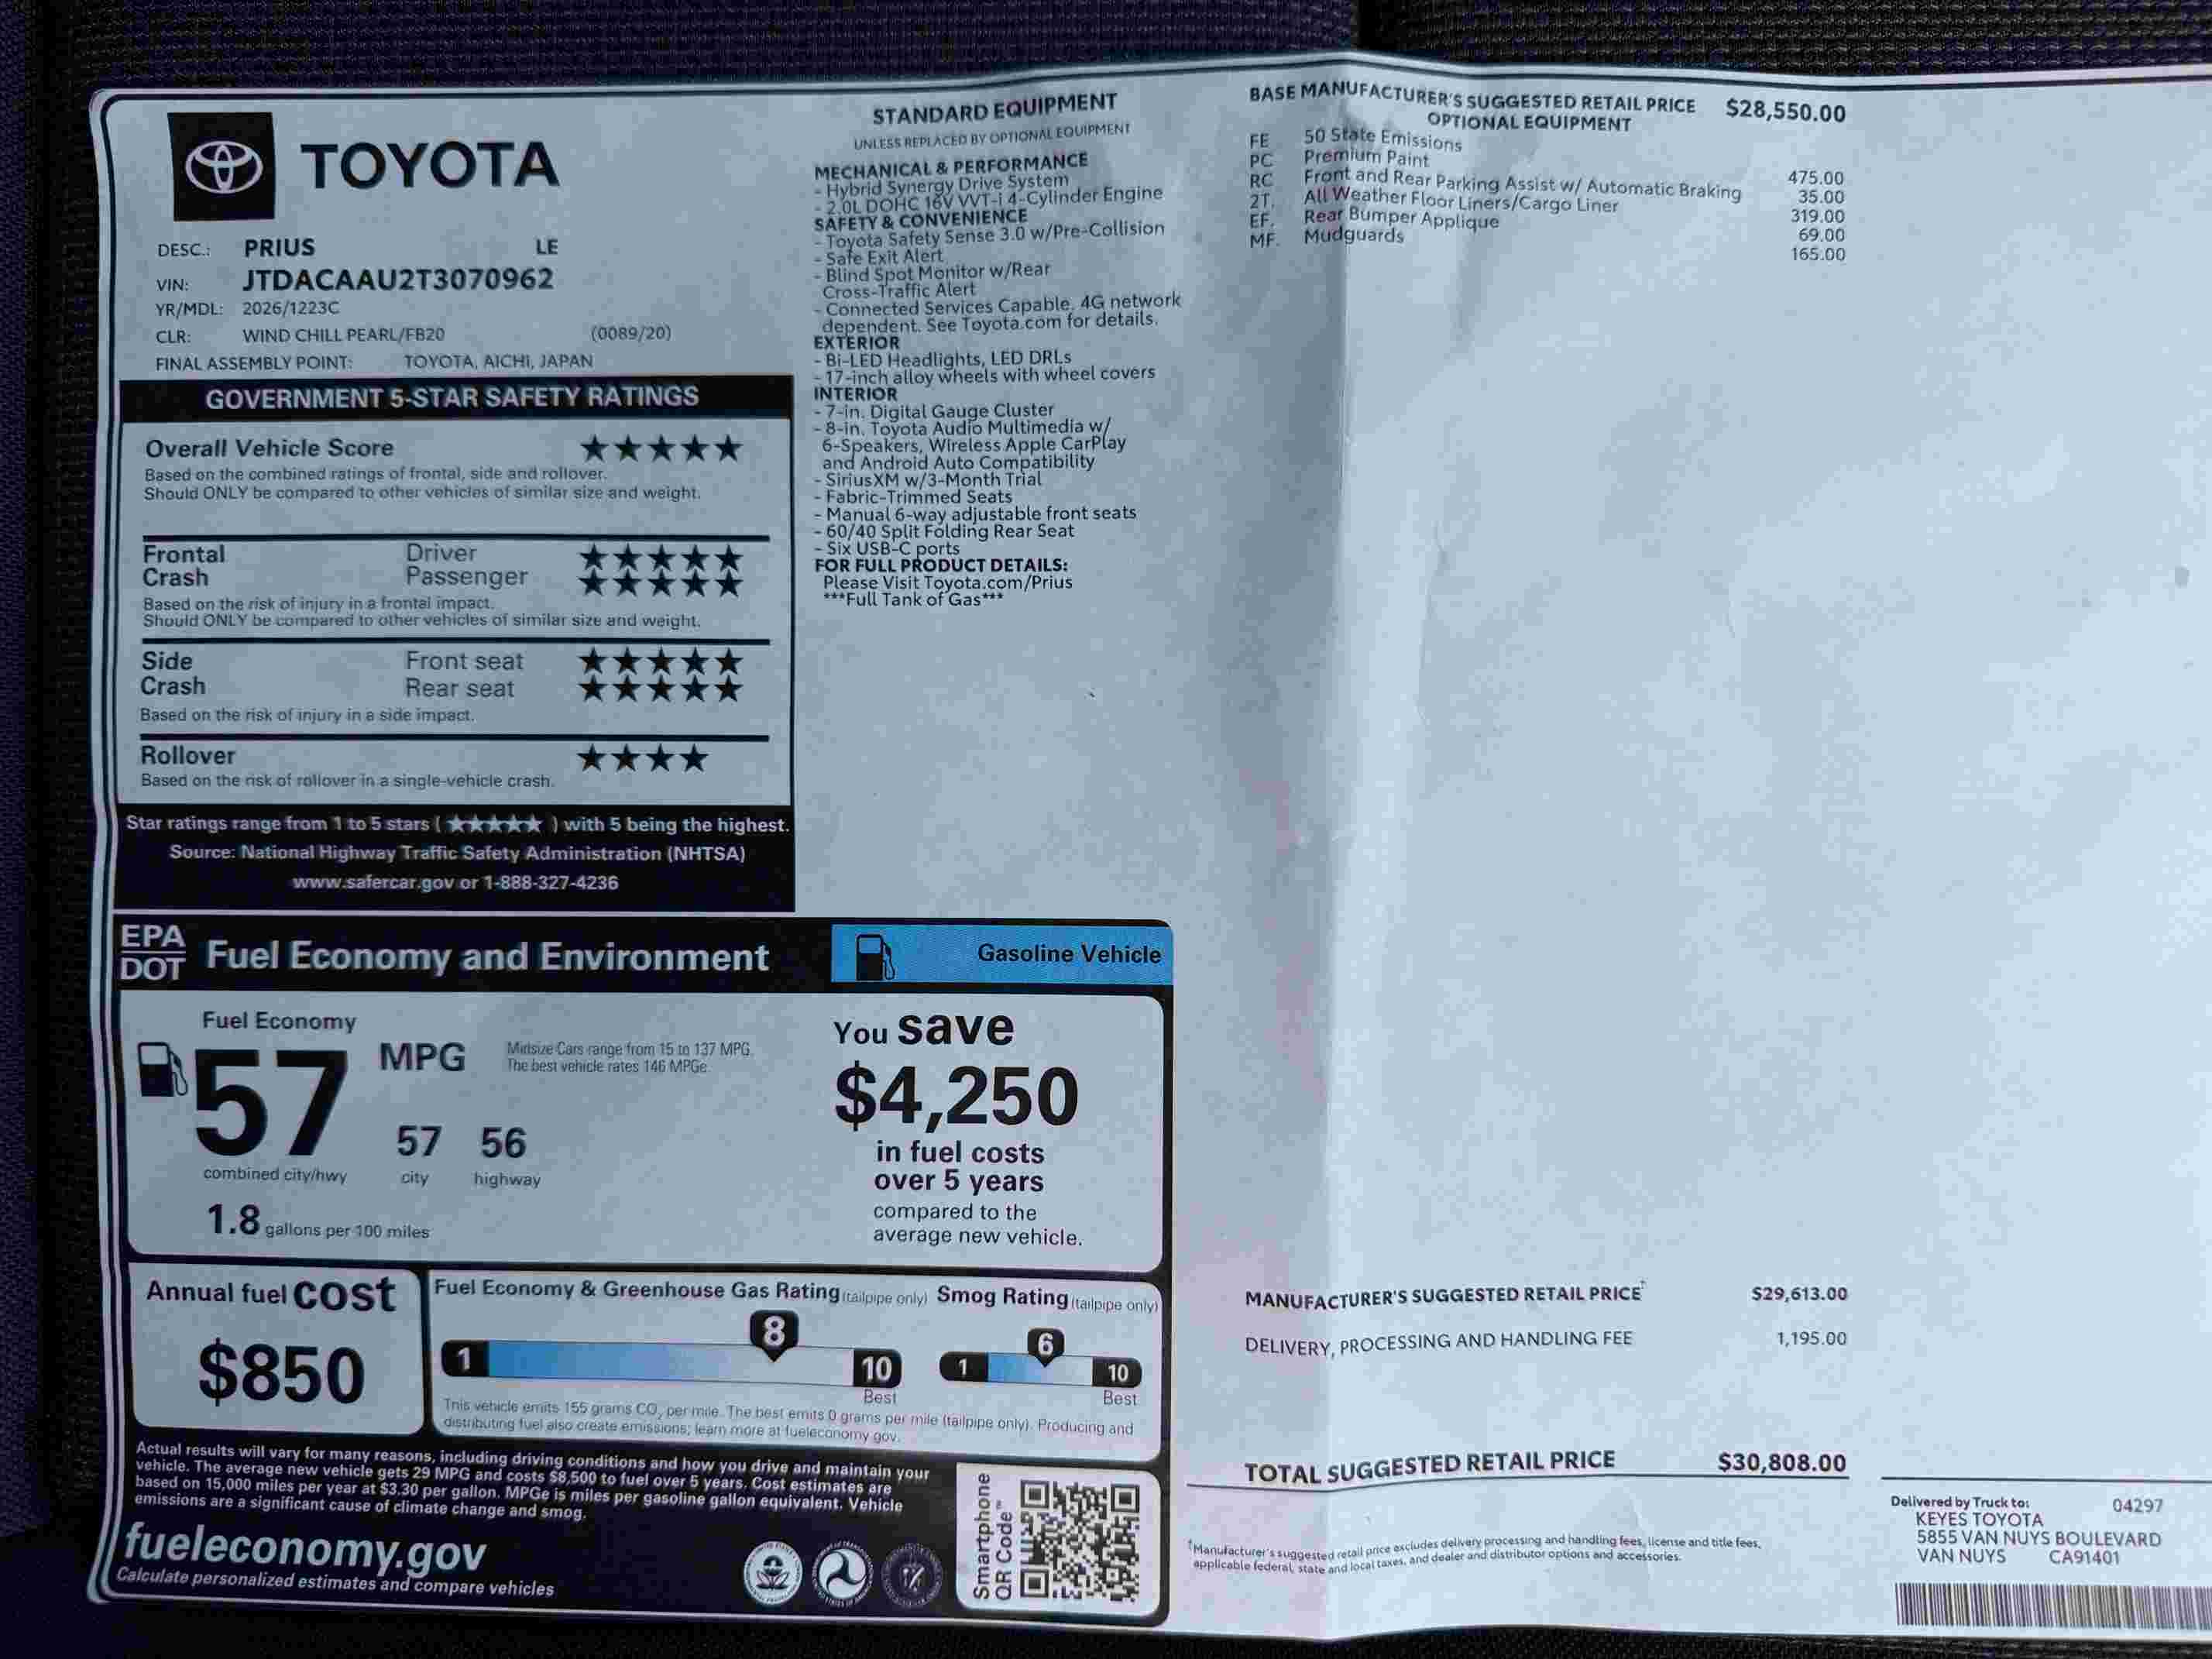 TOYOTA
DESC.: PRIUS LE
VIN: JTDACAAU2T3070962
YR/MDL: 2026/1223C
CLR: WIND CHILL PEARL/FB20 (0089/20)
FINAL ASSEMBLY POINT: TOYOTA, AICHI, JAPAN
GOVERNMENT 5-STAR SAFETY RATINGS
Overall Vehicle Score ★★★★★
Based on the combined ratings of frontal, side and rollover.
Should ONLY be compared to other vehicles of similar size and weight.
Frontal Driver ★★★★★
Crash Passenger ★★★★★
Based on the risk of injury in a frontal impact.
Should ONLY be compared to other vehicles of similar size and weight.
Side Front seat ★★★★★
Crash Rear seat ★★★★★
Based on the risk of injury in a side impact.
Rollover ★★★★
Based on the risk of rollover in a single-vehicle crash.
Star ratings range from 1 to 5 stars ( ★★★★★ ) with 5 being the highest.
Source: National Highway Traffic Safety Administration (NHTSA)
www.safercar.gov or 1-888-327-4236
STANDARD EQUIPMENT
UNLESS REPLACED BY OPTIONAL EQUIPMENT
MECHANICAL & PERFORMANCE
- Hybrid Synergy Drive System
- 2.0L DOHC 16V VVT-i 4-Cylinder Engine
SAFETY & CONVENIENCE
- Toyota Safety Sense 3.0 w/Pre-Collision
- Safe Exit Alert
- Blind Spot Monitor w/Rear
Cross-Traffic Alert
- Connected Services Capable, 4G network
dependent. See Toyota.com for details.
EXTERIOR
- Bi-LED Headlights, LED DRLs
- 17-inch alloy wheels with wheel covers
INTERIOR
- 7-in. Digital Gauge Cluster
- 8-in. Toyota Audio Multimedia w/
6-Speakers, Wireless Apple CarPlay
and Android Auto Compatibility
- SiriusXM w/3-Month Trial
- Fabric-Trimmed Seats
- Manual 6-way adjustable front seats
- 60/40 Split Folding Rear Seat
- Six USB-C ports
FOR FULL PRODUCT DETAILS:
Please Visit Toyota.com/Prius
***Full Tank of Gas***
BASE MANUFACTURER'S SUGGESTED RETAIL PRICE $28,550.00
OPTIONAL EQUIPMENT
FE 50 State Emissions
PC Premium Paint 475.00
RC Front and Rear Parking Assist w/ Automatic Braking 35.00
2T. All Weather Floor Liners/Cargo Liner 319.00
EF. Rear Bumper Applique 69.00
MF. Mudguards 165.00
EPA
DOT
Fuel Economy and Environment
Gasoline Vehicle
Fuel Economy
57 MPG
Midsize Cars range from 15 to 137 MPG.
The best vehicle rates 146 MPGe.
57 56
combined city/hwy city highway
1.8 gallons per 100 miles
You save
$4,250
in fuel costs
over 5 years
compared to the
average new vehicle.
Annual fuel cost
$850
Fuel Economy & Greenhouse Gas Rating (tailpipe only) Smog Rating (tailpipe only)
8
1
10
Best
6
1
10
Best
This vehicle emits 155 grams CO2 per mile. The best emits 0 grams per mile (tailpipe only). Producing and
distributing fuel also create emissions; learn more at fueleconomy.gov.
Actual results will vary for many reasons, including driving conditions and how you drive and maintain your
vehicle. The average new vehicle gets 29 MPG and costs $8,500 to fuel over 5 years. Cost estimates are
based on 15,000 miles per year at $3.30 per gallon. MPGe is miles per gasoline gallon equivalent. Vehicle
emissions are a significant cause of climate change and smog.
fueleconomy.gov
Calculate personalized estimates and compare vehicles
Smartphone
QR Code™
MANUFACTURER'S SUGGESTED RETAIL PRICE† $29,613.00
DELIVERY, PROCESSING AND HANDLING FEE 1,195.00
TOTAL SUGGESTED RETAIL PRICE $30,808.00
†Manufacturer's suggested retail price excludes delivery processing and handling fees, license and title fees,
applicable federal, state and local taxes, and dealer and distributor options and accessories.
Delivered by Truck to: 04297
KEYES TOYOTA
5855 VAN NUYS BOULEVARD
VAN NUYS CA91401